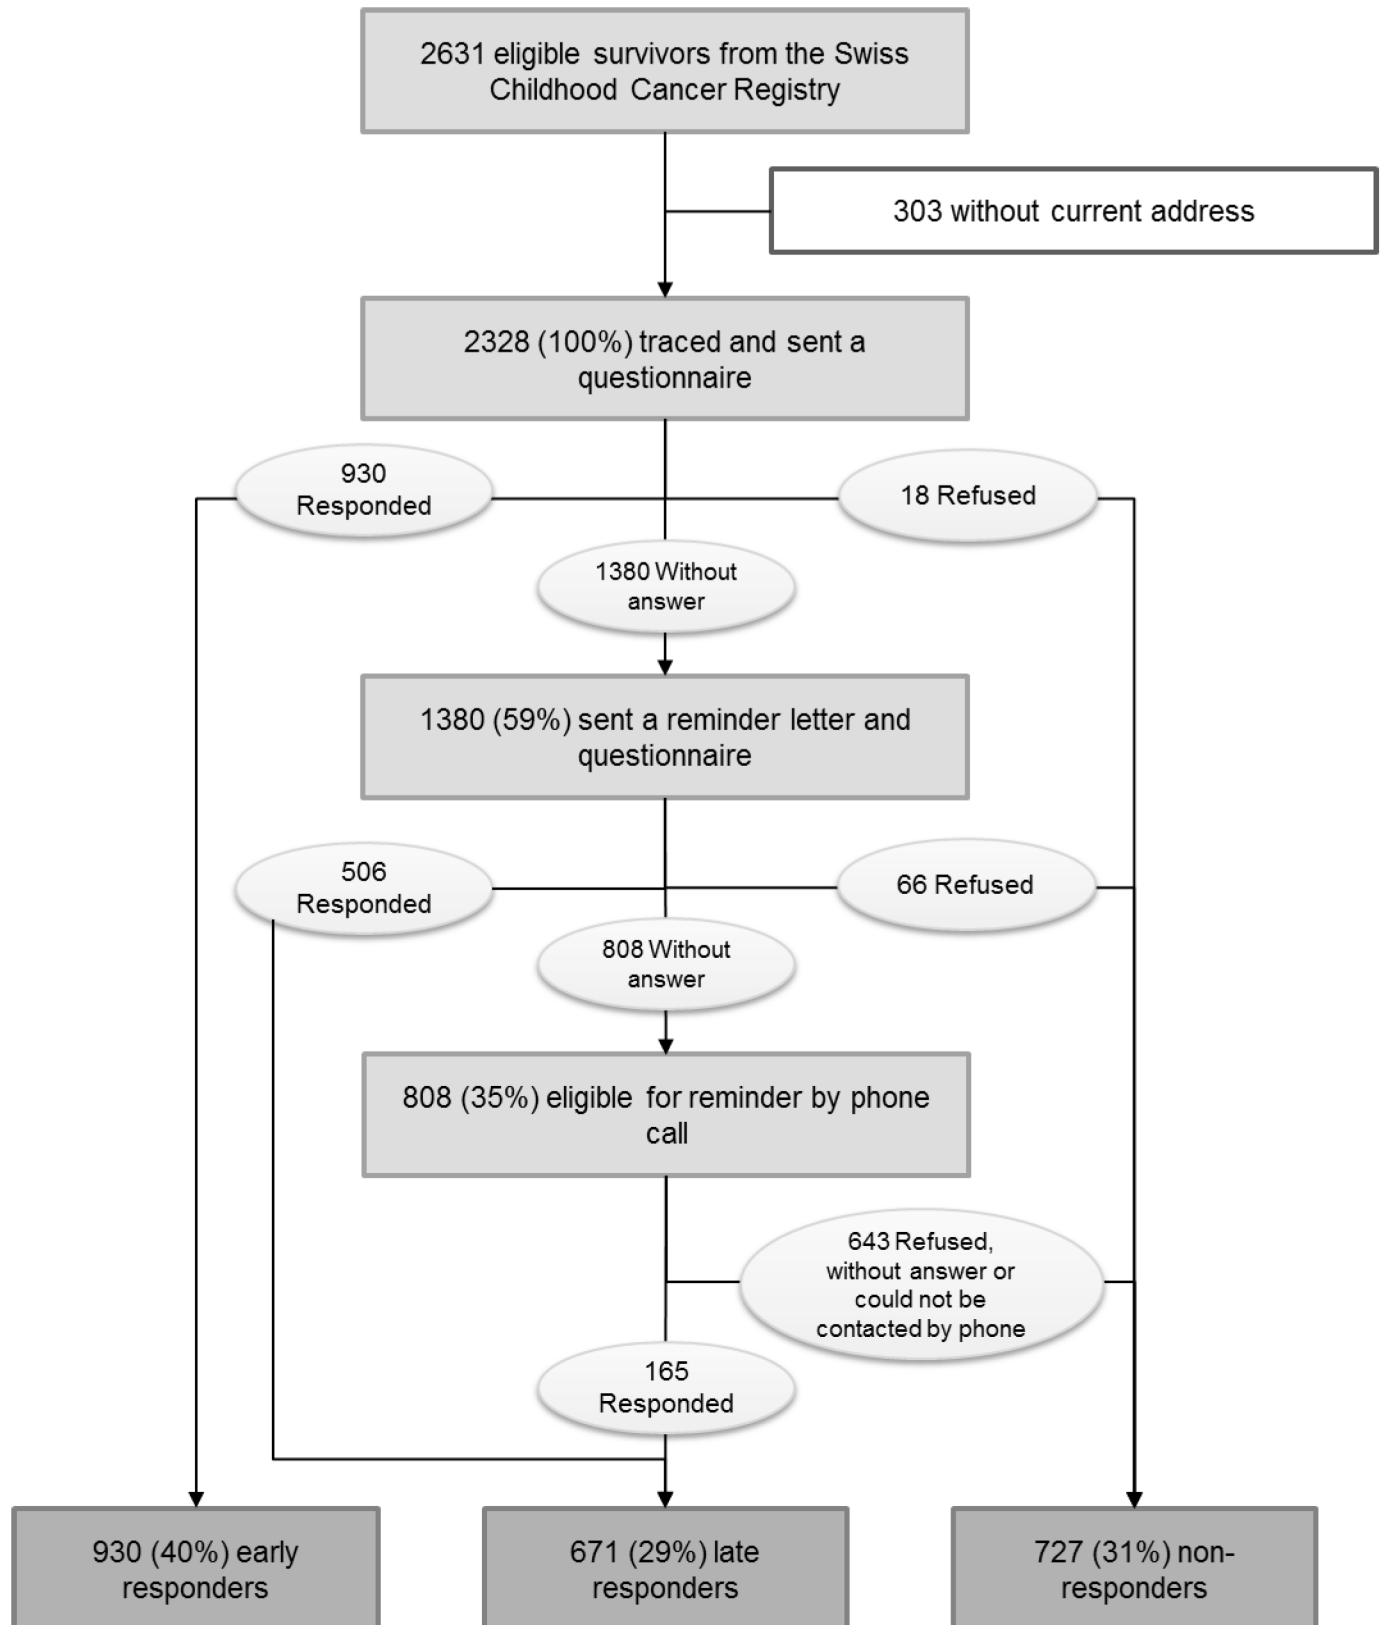 2631 eligible survivors from the Swiss
Childhood Cancer Registry
303 without current address
2328 (100%) traced and sent a
questionnaire
930
Responded
18 Refused
1380 Without
answer
1380 (59%) sent a reminder letter and
questionnaire
506
Responded
66 Refused
808 Without
answer
808 (35%) eligible for reminder by phone
call
643 Refused,
without answer or
could not be
contacted by phone
165
Responded
930 (40%) early
responders
671 (29%) late
responders
727 (31%) non-
responders